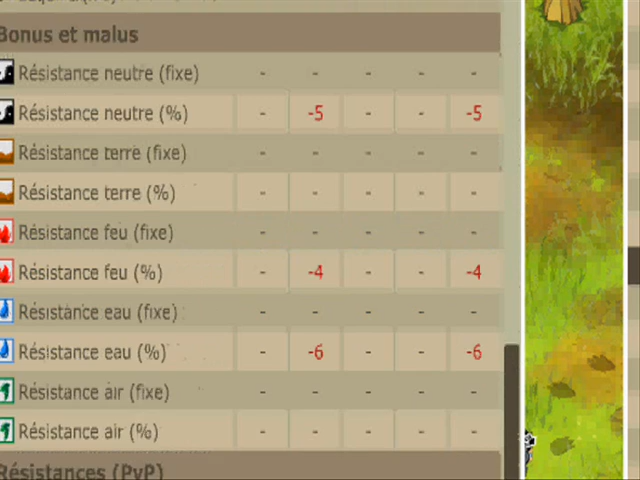 Bonus et malus
Résistance neutre (fixe) - - - - -
Résistance neutre (%) - -5 - - -5
Résistance terre (fixe) - - - - -
Résistance terre (%) - - - - -
Résistance feu (fixe) - - - - -
Résistance feu (%) - -4 - - -4
Résistance eau (fixe) - - - - -
Résistance eau (%) - -6 - - -6
Résistance air (fixe) - - - - -
Résistance air (%) - - - - -
Résistances (PvP)